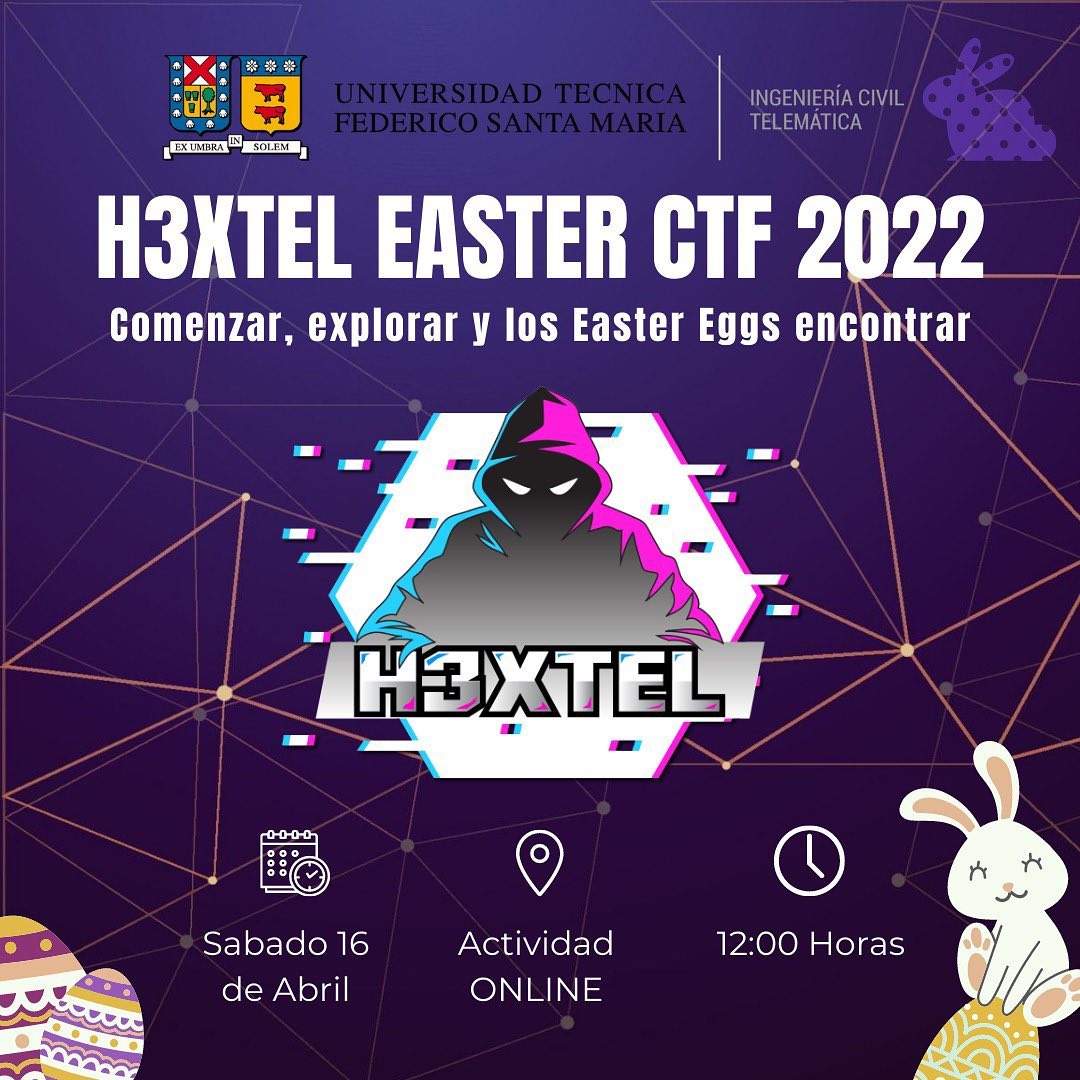 UNIVERSIDAD TECNICA
FEDERICO SANTA MARIA
INGENIERÍA CIVIL
TELEMÁTICA
EX UMBRA IN SOLEM
H3XTEL EASTER CTF 2022
Comenzar, explorar y los Easter Eggs encontrar
H3XTEL
Sabado 16
de Abril
Actividad
ONLINE
12:00 Horas